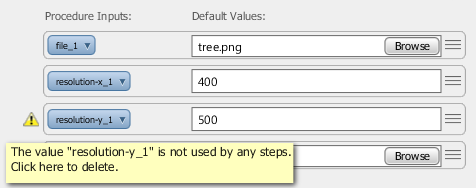 Procedure Inputs: Default Values:
file_1 tree.png Browse
resolution-x_1 400
resolution-y_1 500
The value "resolution-y_1" is not used by any steps.
Click here to delete.
Browse